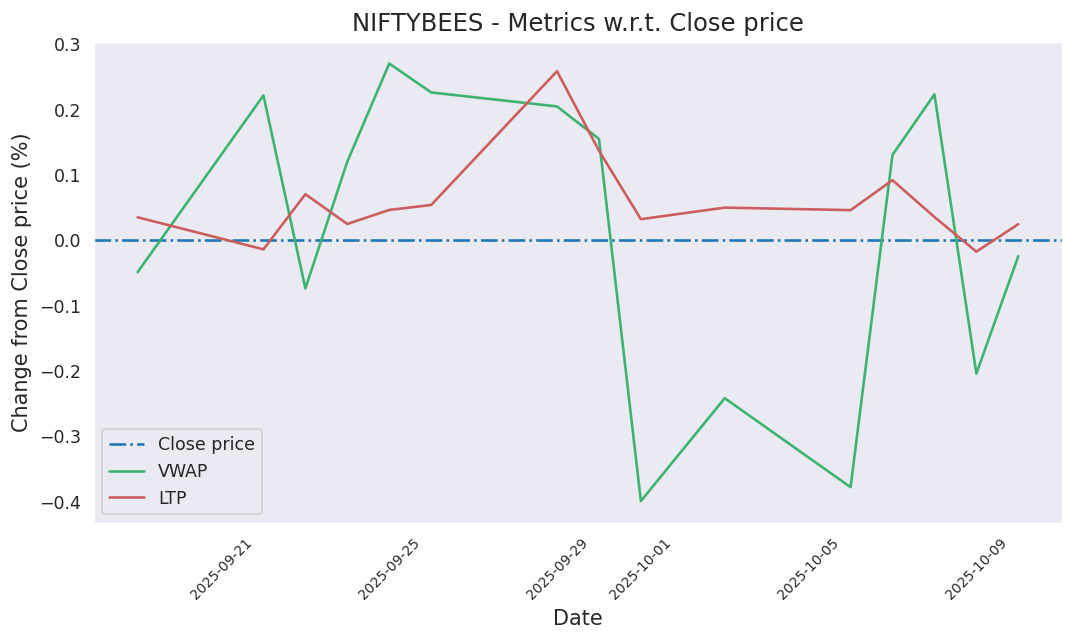 NIFTYBEES - Metrics w.r.t. Close price
Change from Close price (%)
0.3
0.2
0.1
0.0
−0.1
−0.2
−0.3
−0.4
Close price
VWAP
LTP
2025-09-21
2025-09-25
2025-09-29
2025-10-01
2025-10-05
2025-10-09
Date